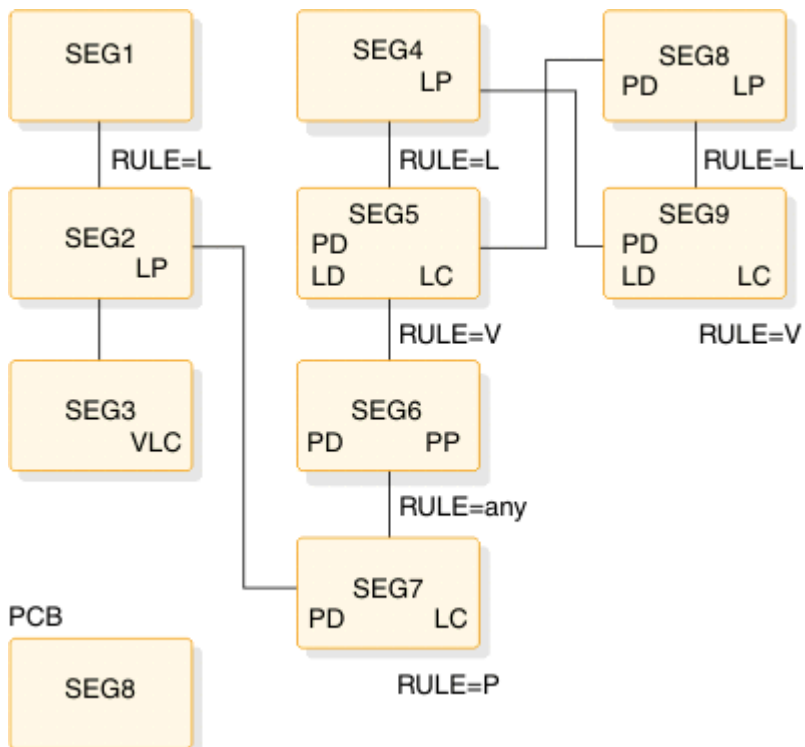 SEG1
RULE=L
SEG2
LP
SEG3
VLC
PCB
SEG8
SEG4
LP
RULE=L
SEG5
PD
LD LC
RULE=V
SEG6
PD PP
RULE=any
SEG7
PD LC
RULE=P
SEG8
PD LP
RULE=L
SEG9
PD
LD LC
RULE=V